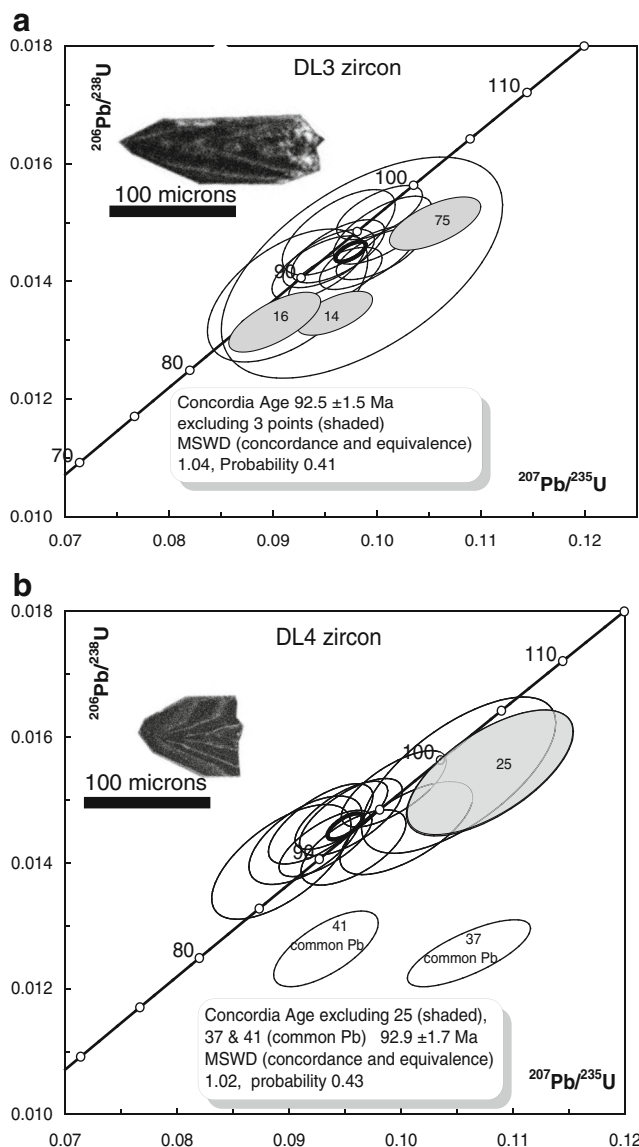 a
0.018
DL3 zircon
110
206Pb/238U
0.016
100
100 microns
75
0.014
90
16
14
80
0.012
Concordia Age 92.5 ±1.5 Ma
excluding 3 points (shaded)
MSWD (concordance and equivalence)
1.04, Probability 0.41
70
207Pb/235U
0.010
0.07 0.08 0.09 0.10 0.11 0.12
b
0.018
DL4 zircon
110
206Pb/238U
0.016
100
25
100 microns
0.014
90
41
common Pb
37
common Pb
80
0.012
Concordia Age excluding 25 (shaded),
37 & 41 (common Pb) 92.9 ±1.7 Ma
MSWD (concordance and equivalence)
1.02, probability 0.43
207Pb/235U
0.010
0.07 0.08 0.09 0.10 0.11 0.12